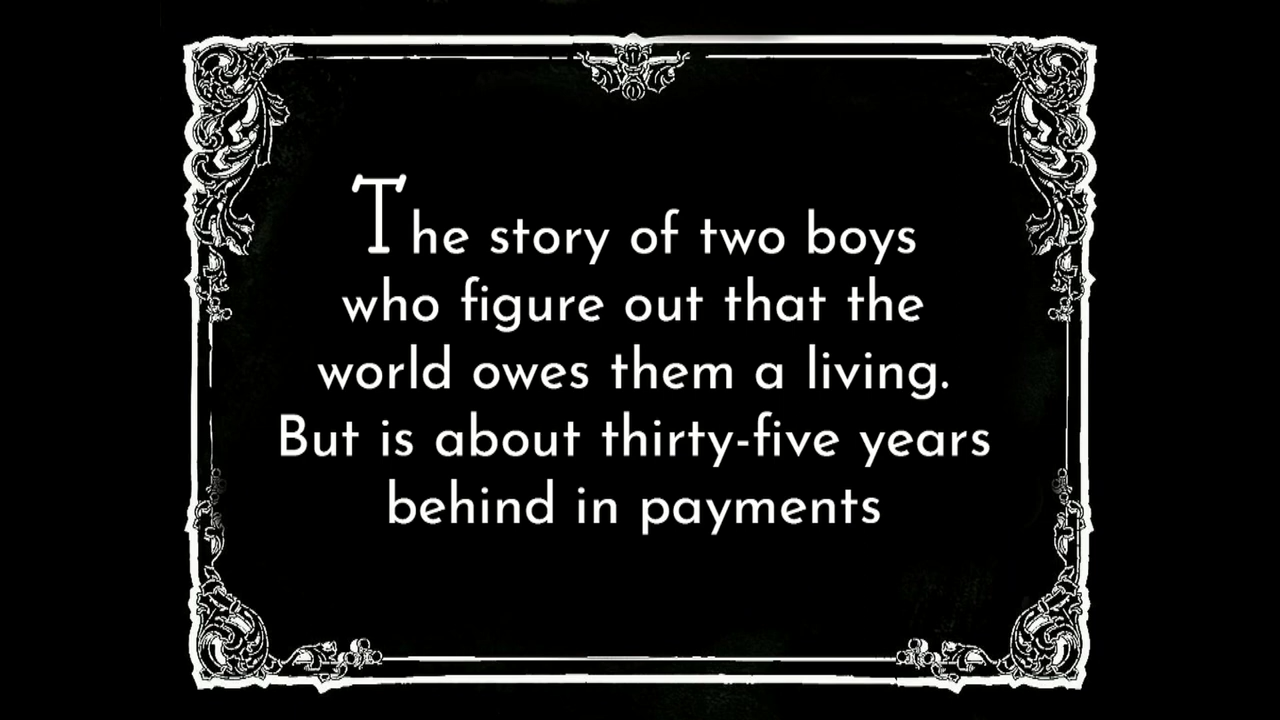 The story of two boys
who figure out that the
world owes them a living.
But is about thirty-five years
behind in payments